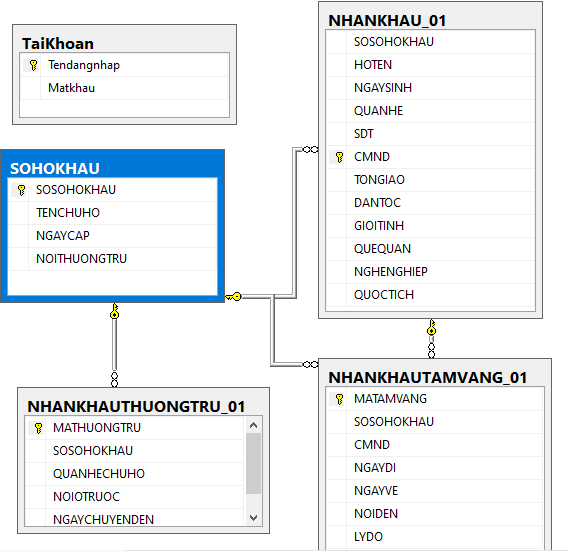 TaiKhoan
Tendangnhap
Matkhau
SOHOKHAU
SOSOHOKHAU
TENCHUHO
NGAYCAP
NOITHUONGTRU
NHANKHAU_01
SOSOHOKHAU
HOTEN
NGAYSINH
QUANHE
SDT
CMND
TONGIAO
DANTOC
GIOITINH
QUEQUAN
NGHENGHIEP
QUOCTICH
NHANKHAUTHUONGTRU_01
MATHUONGTRU
SOSOHOKHAU
QUANHECHUHO
NOIOTRUOC
NGAYCHUYENDEN
NHANKHAUTAMVANG_01
MATAMVANG
SOSOHOKHAU
CMND
NGAYDI
NGAYVE
NOIDEN
LYDO